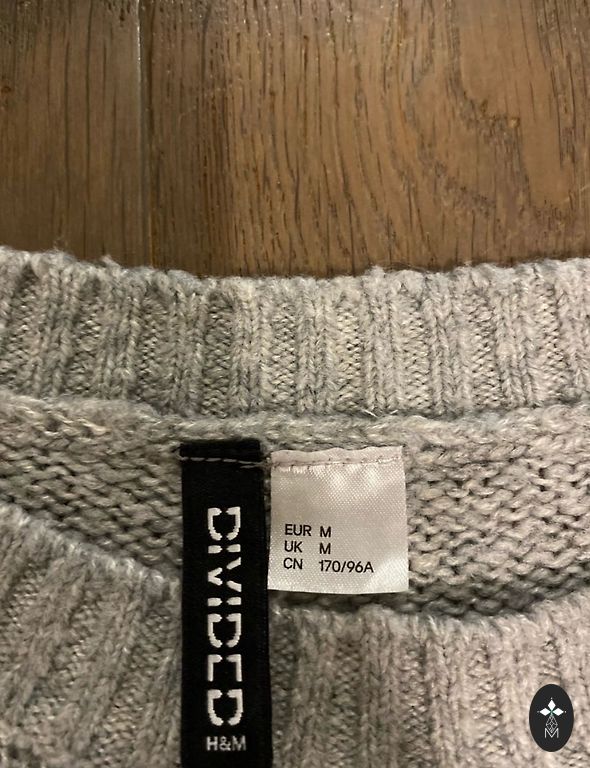 DIVIDED
H&M
EUR M
UK M
CN 170/96A
M